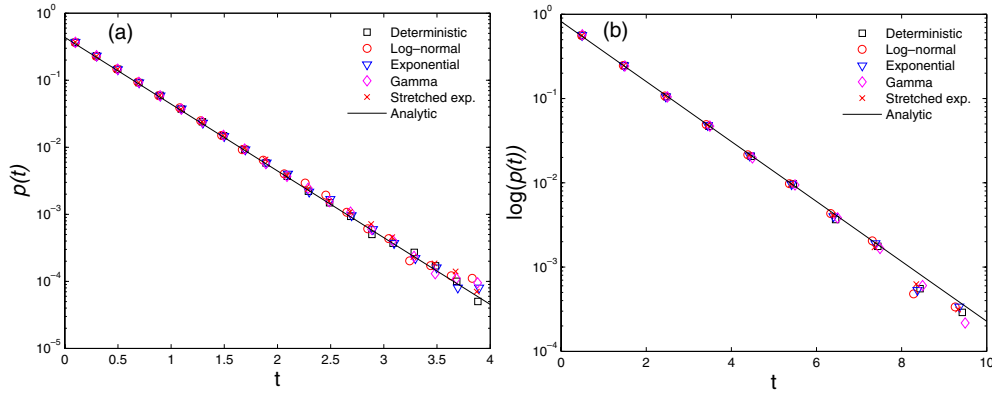 (a)
Deterministic
Log–normal
Exponential
Gamma
Stretched exp.
Analytic
10^0
10^-1
10^-2
10^-3
10^-4
10^-5
p(t)
0 0.5 1 1.5 2 2.5 3 3.5 4
t
(b)
Deterministic
Log–normal
Exponential
Gamma
Stretched exp.
Analytic
10^0
10^-1
10^-2
10^-3
10^-4
log(p(t))
0 2 4 6 8 10
t